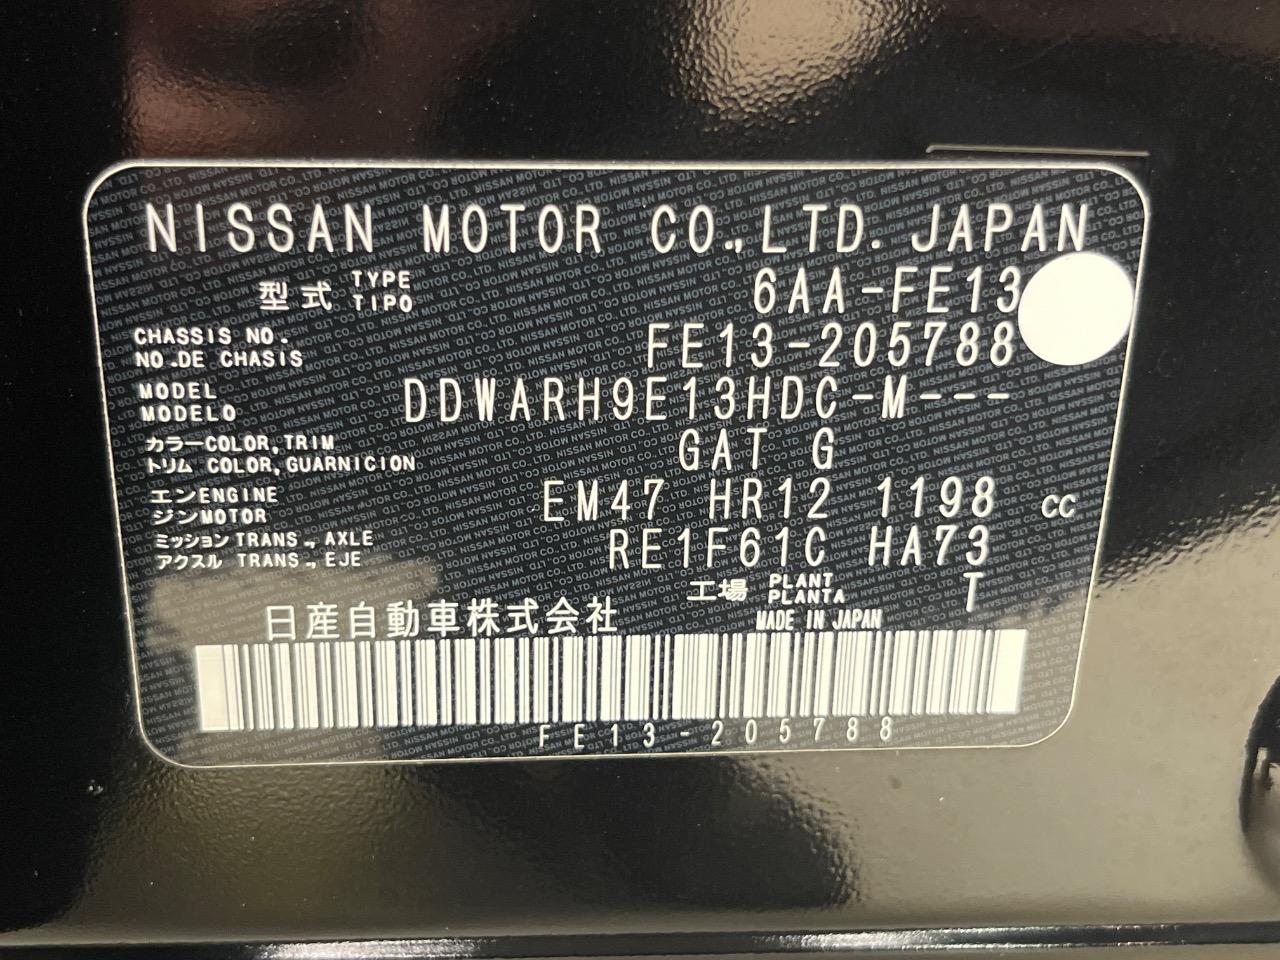 NISSAN MOTOR CO.,LTD. JAPAN
型式 TYPE TIPO 6AA-FE13
CHASSIS NO. NO.DE CHASIS FE13-205788
MODEL MODELO DDWARH9E13HDC-M---
カラー COLOR,TRIM
トリム COLOR,GUARNICION GAT G
エン ENGINE
ジン MOTOR EM47 HR12 1198 cc
ミッション TRANS.,AXLE
アクスル TRANS.,EJE RE1F61C HA73
工場 PLANT PLANTA T
日産自動車株式会社 MADE IN JAPAN
FE13-205788